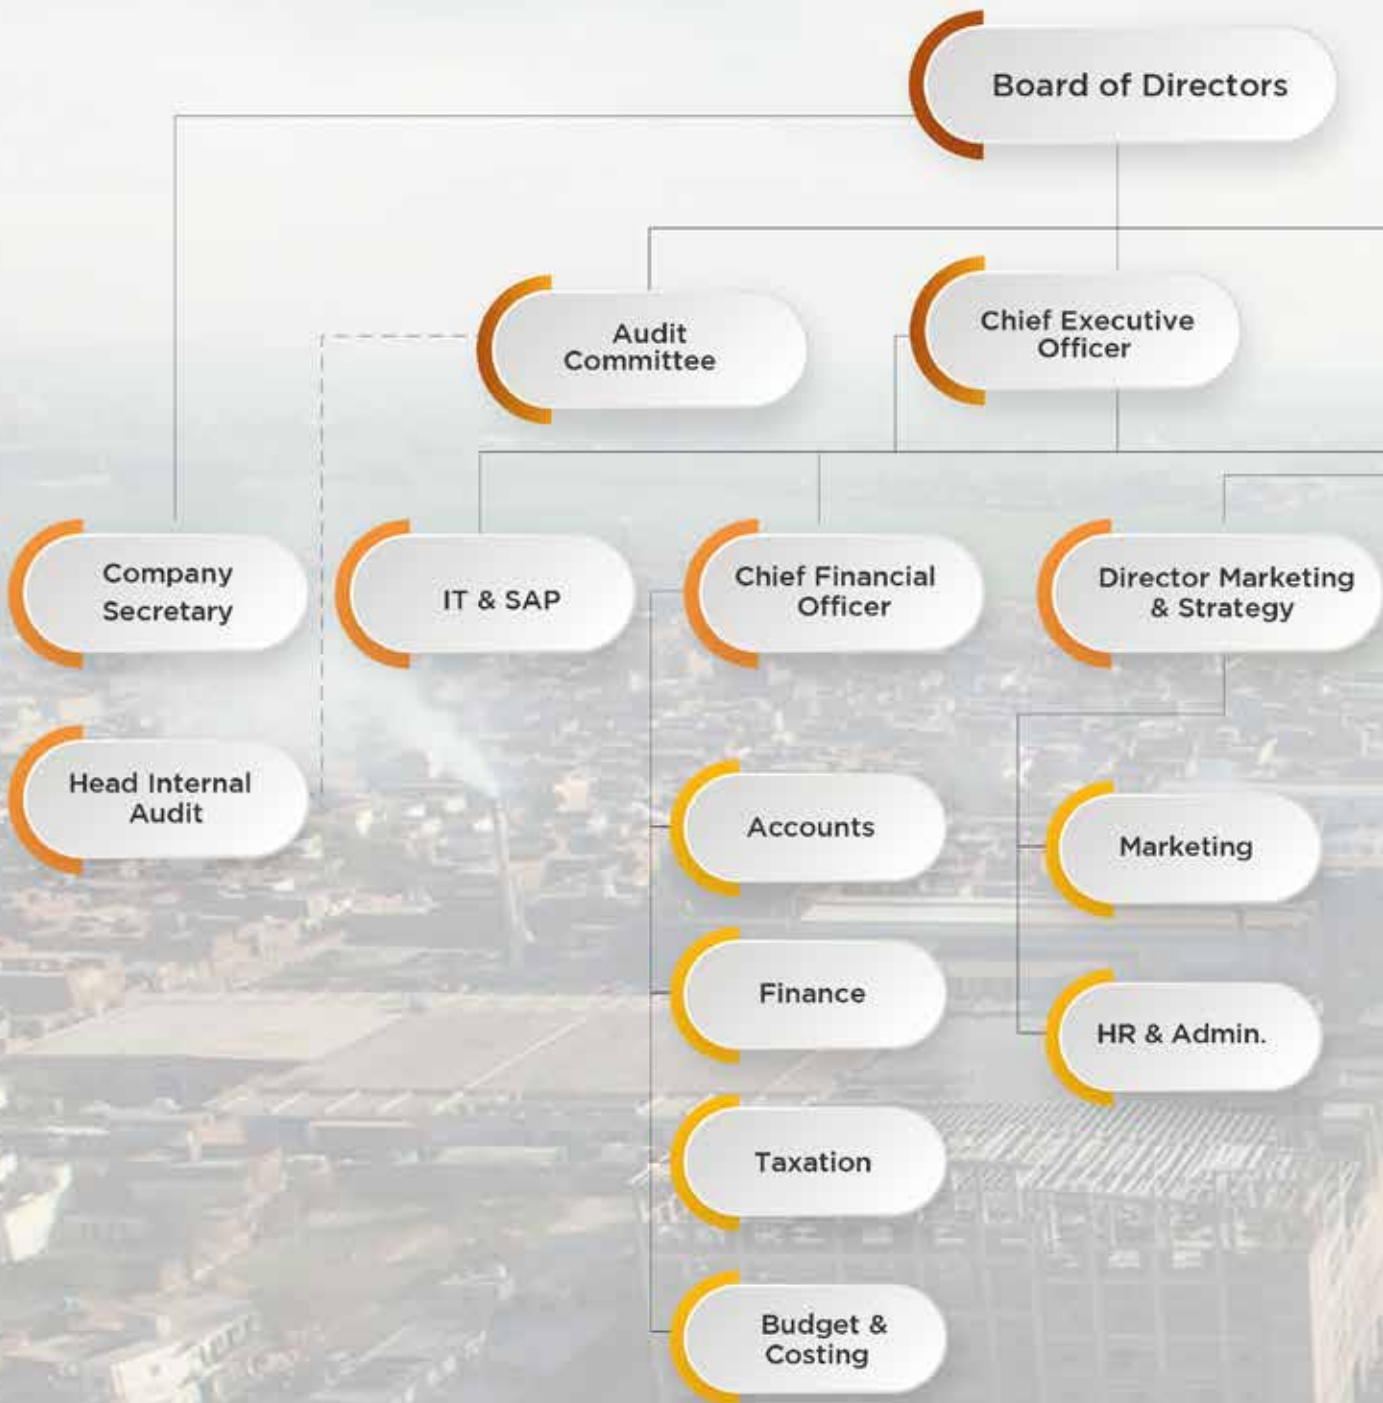 Board of Directors
Audit
Committee
Chief Executive
Officer
Company
Secretary
IT & SAP
Chief Financial
Officer
Director Marketing
& Strategy
Head Internal
Audit
Accounts
Marketing
Finance
HR & Admin.
Taxation
Budget &
Costing